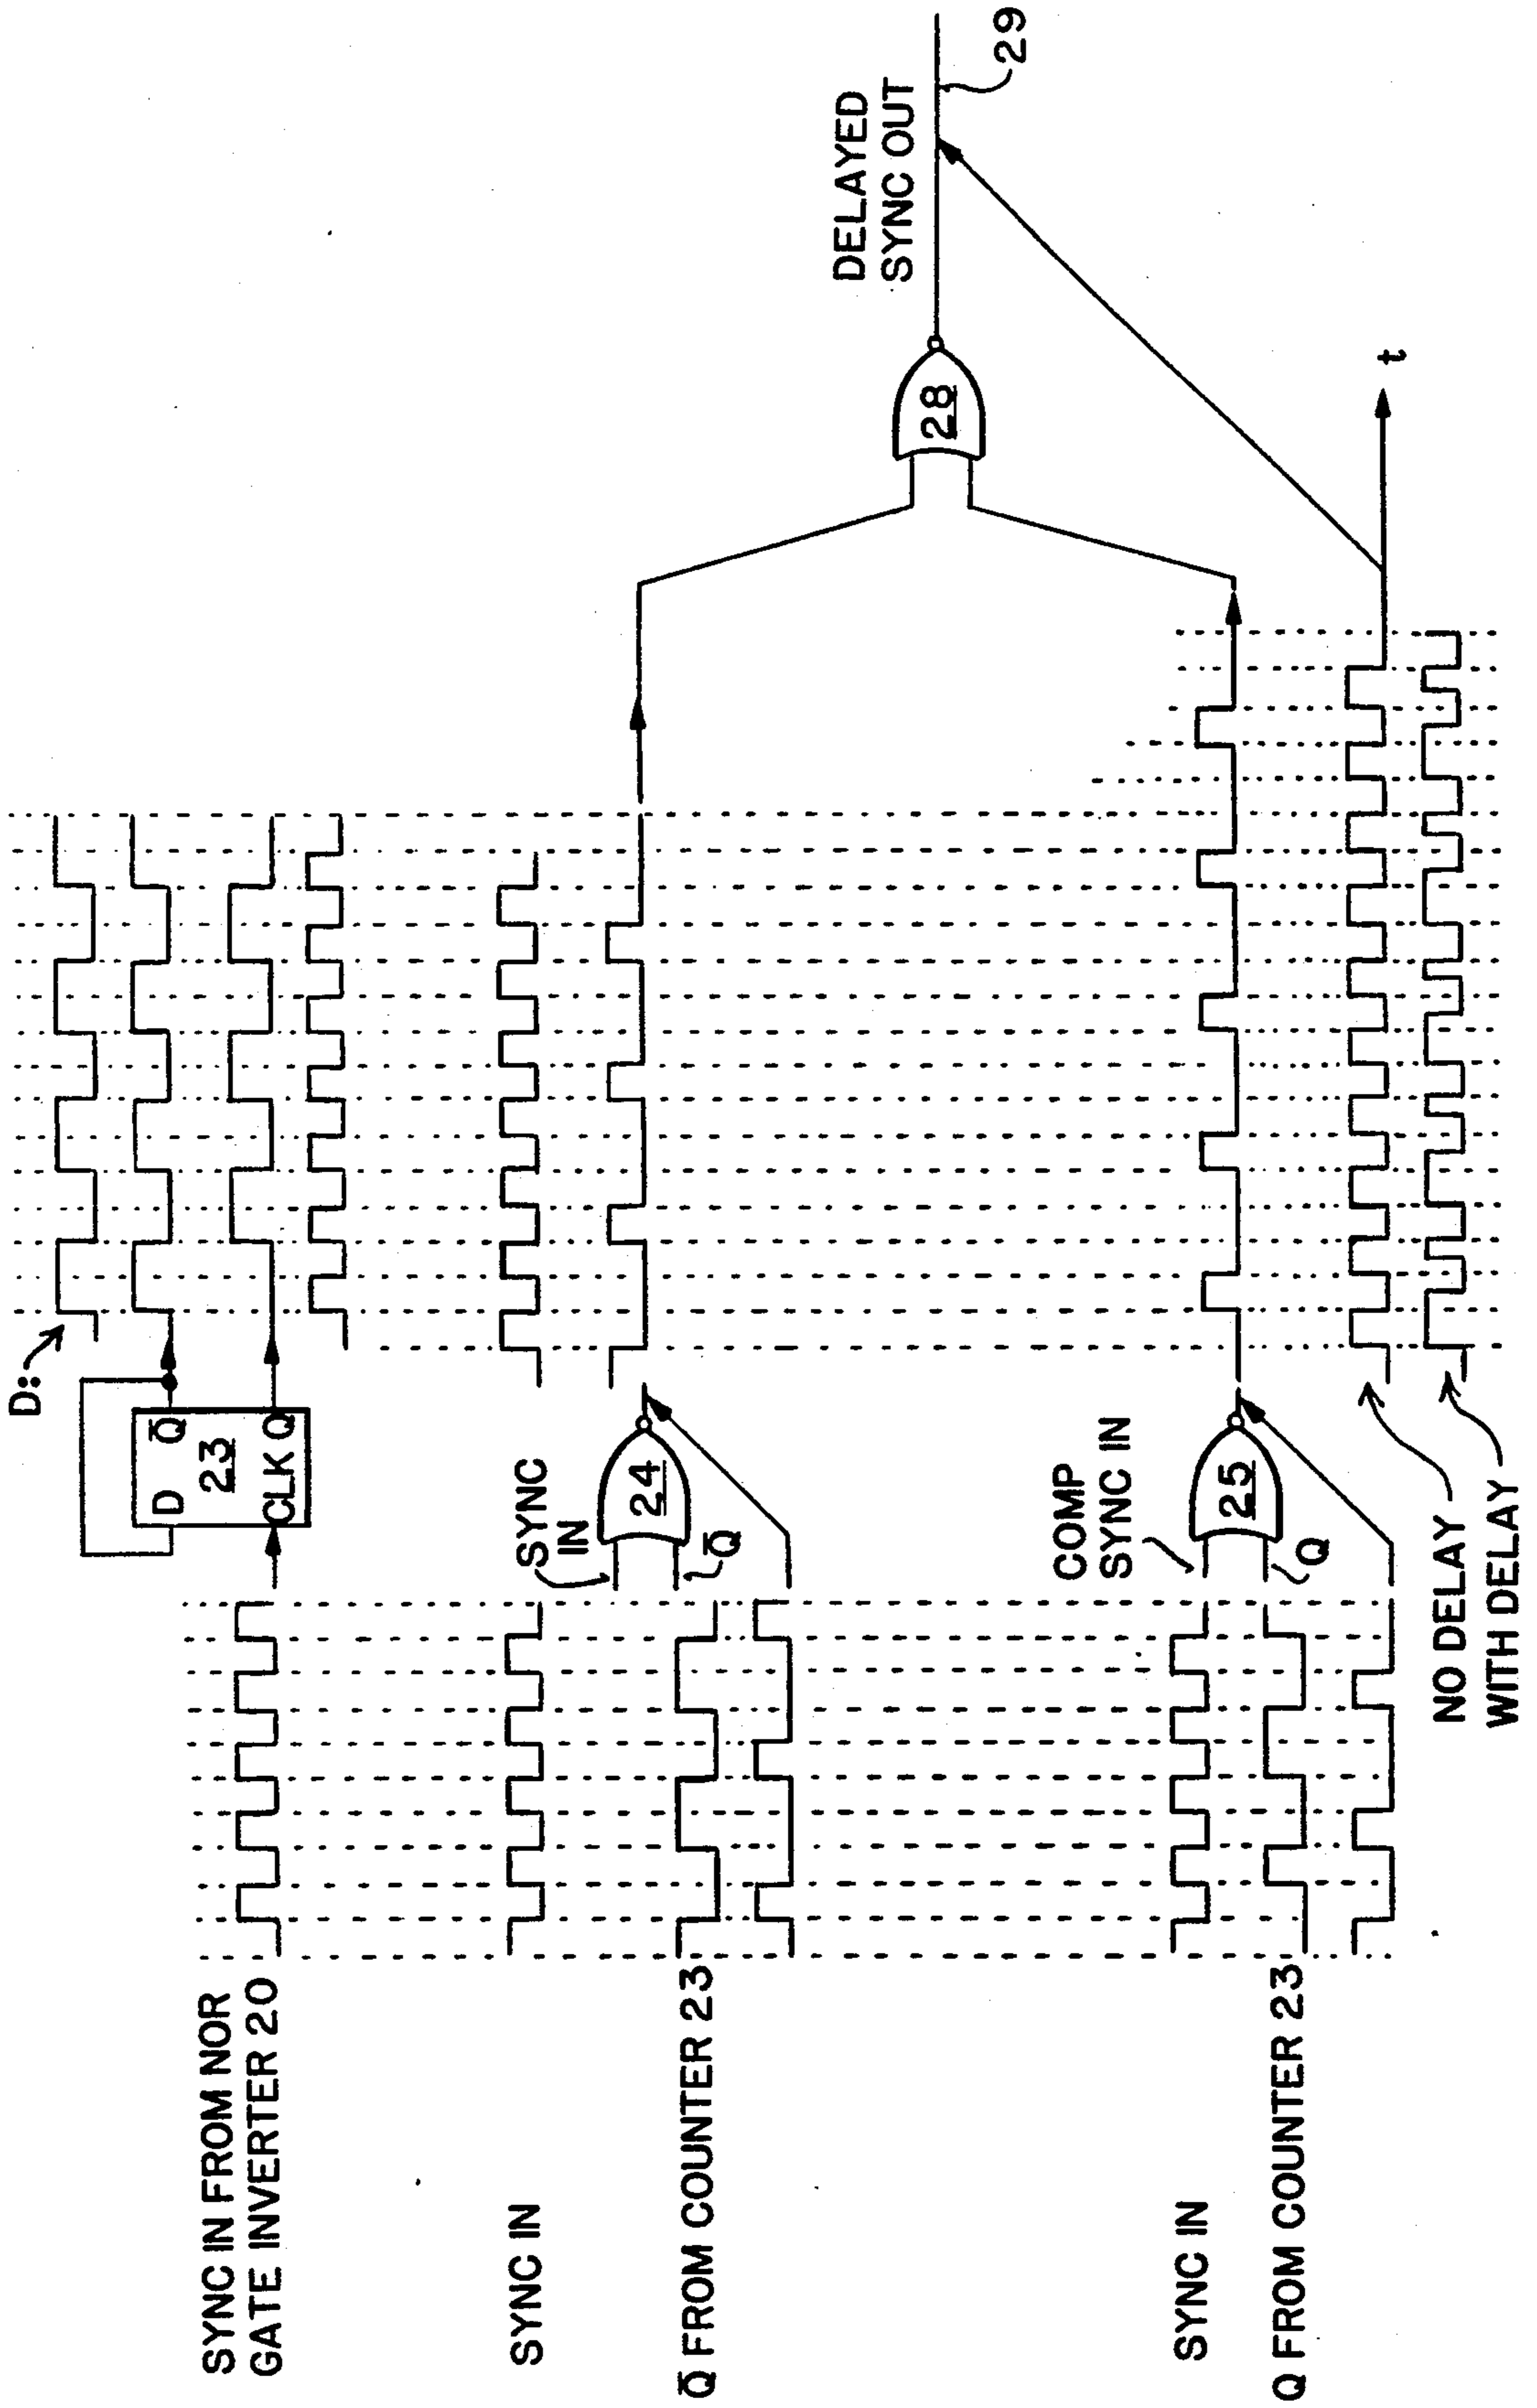 D:
D Q̅
23
CLK Q
SYNC IN FROM NOR
GATE INVERTER 20
SYNC IN
SYNC
IN
24
Q̅
Q̅ FROM COUNTER 23
DELAYED
SYNC OUT
28
29
SYNC IN
COMP
SYNC IN
25
Q
Q FROM COUNTER 23
t
NO DELAY
WITH DELAY